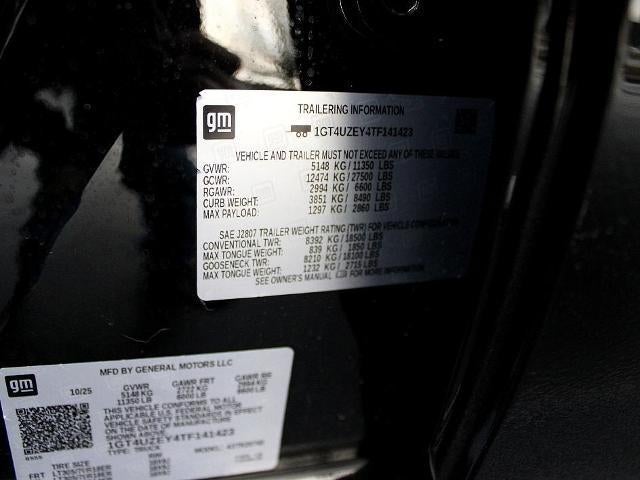 gm
TRAILERING INFORMATION
1GT4UZEY4TF141423
VEHICLE AND TRAILER MUST NOT EXCEED ANY OF THESE VALUES
GVWR: 5148 KG / 11350 LBS
GCWR: 12474 KG / 27500 LBS
RGAWR: 2994 KG / 6600 LBS
CURB WEIGHT: 3851 KG / 8490 LBS
MAX PAYLOAD: 1297 KG / 2860 LBS
SAE J2807 TRAILER WEIGHT RATING (TWR) FOR VEHICLE CONFIGURATION
CONVENTIONAL TWR: 8392 KG / 18500 LBS
MAX TONGUE WEIGHT: 839 KG / 1850 LBS
GOOSENECK TWR: 8210 KG / 18100 LBS
MAX TONGUE WEIGHT: 1232 KG / 2715 LBS
SEE OWNER'S MANUAL FOR MORE INFORMATION
gm
MFD BY GENERAL MOTORS LLC
10/25 GVWR GAWR FRT GAWR RR
5148 KG 2722 KG 2994 KG
11350 LB 6000 LB 6600 LB
THIS VEHICLE CONFORMS TO ALL
APPLICABLE U.S. FEDERAL MOTOR
VEHICLE SAFETY STANDARDS IN EFFECT
ON THE DATE OF MANUFACTURE
SHOWN ABOVE
1GT4UZEY4TF141423
TYPE: TRUCK
TIRE SIZE RIM
FRT